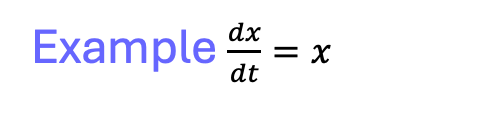 Example dx/dt = x